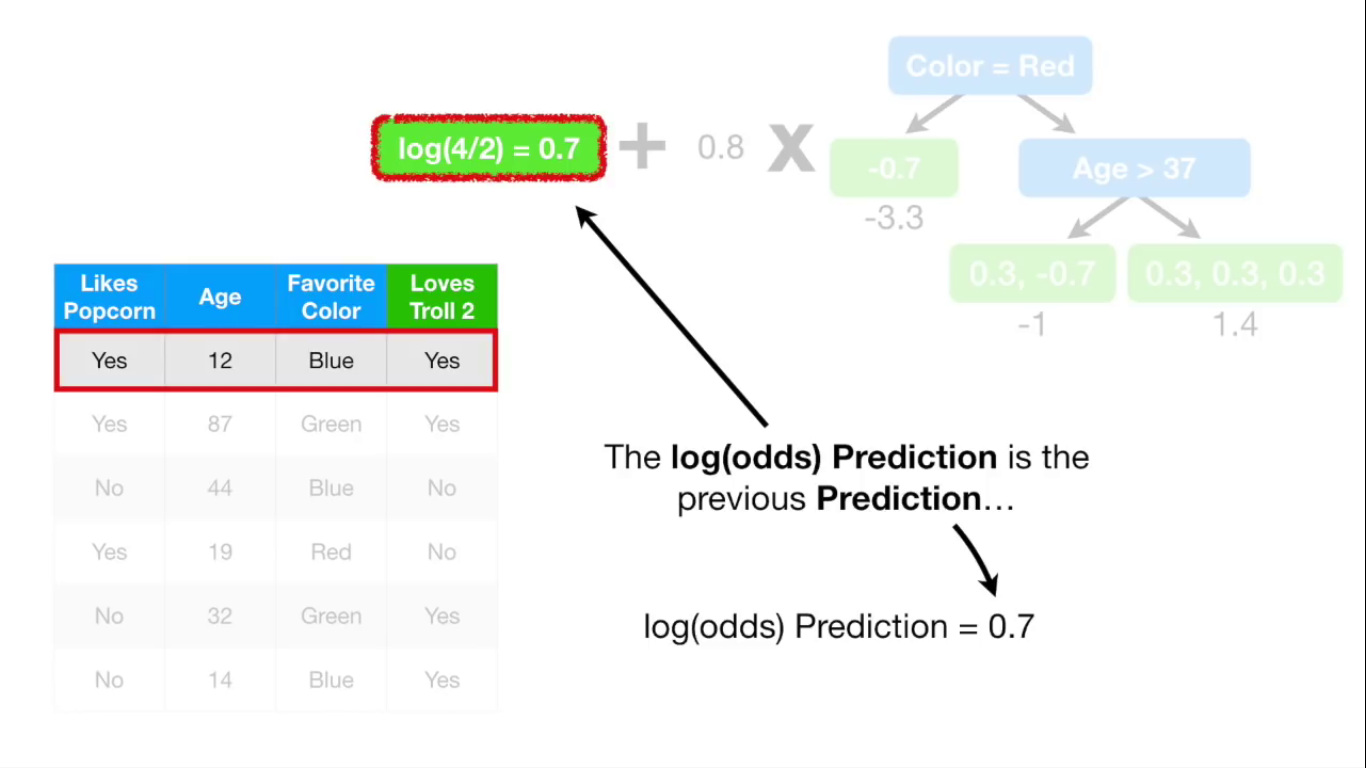 Color = Red
log(4/2) = 0.7 + 0.8 X
-0.7
Age > 37
-3.3
0.3, -0.7
0.3, 0.3, 0.3
-1
1.4
Likes Popcorn Age Favorite Color Loves Troll 2
Yes 12 Blue Yes
Yes 87 Green Yes
No 44 Blue No
Yes 19 Red No
No 32 Green Yes
No 14 Blue Yes
The log(odds) Prediction is the
previous Prediction…
log(odds) Prediction = 0.7